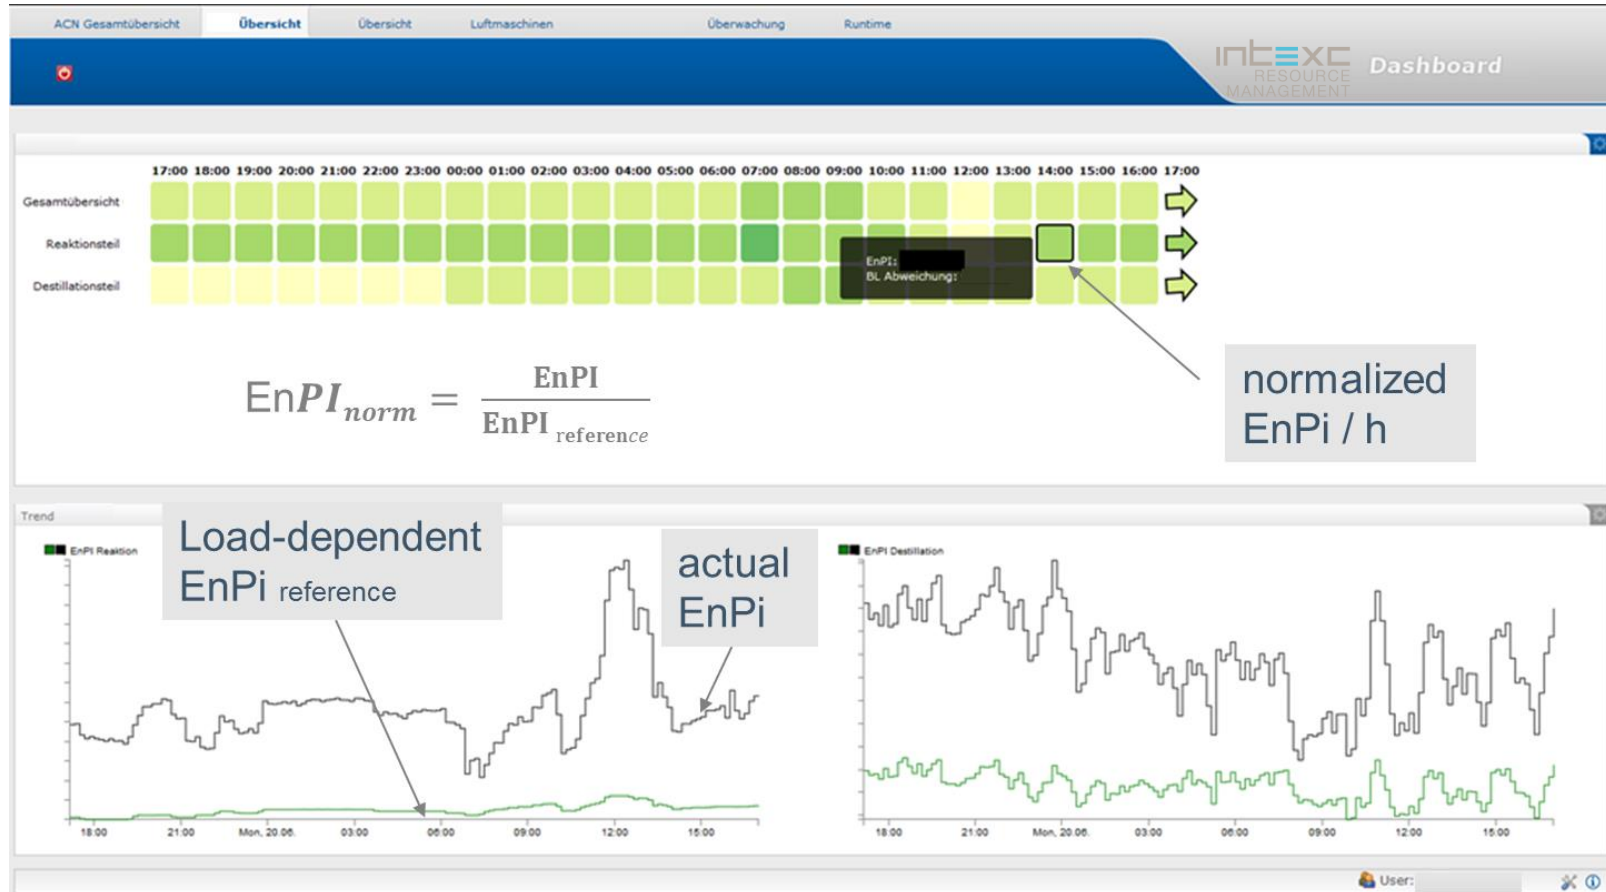 ACN Gesamtübersicht Übersicht Übersicht Luftmaschinen Überwachung Runtime
intexc
RESOURCE
MANAGEMENT
Dashboard
17:00 18:00 19:00 20:00 21:00 22:00 23:00 00:00 01:00 02:00 03:00 04:00 05:00 06:00 07:00 08:00 09:00 10:00 11:00 12:00 13:00 14:00 15:00 16:00 17:00
Gesamtübersicht
Reaktionsteil
Destillationsteil
EnPI:
BL Abweichung:
EnPI norm = EnPI / EnPI reference
normalized
EnPi / h
Trend
EnPI Reaktion
Load-dependent
EnPi reference
actual
EnPi
18:00 21:00 Mon, 20.06. 03:00 06:00 09:00 12:00 15:00
EnPI Destillation
18:00 21:00 Mon, 20.06. 03:00 06:00 09:00 12:00 15:00
User: